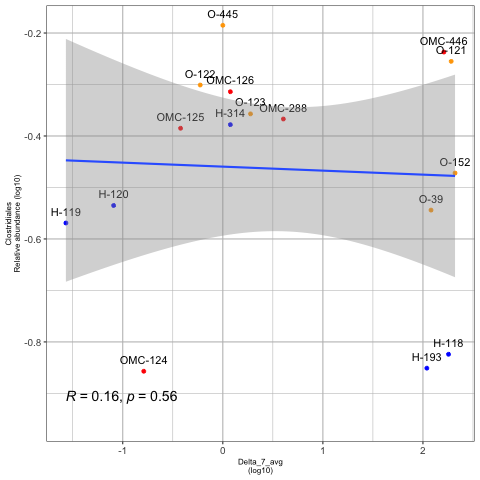 O-445
-0.2
OMC-446
O-121
O-122
OMC-126
O-123
OMC-288
H-314
OMC-125
-0.4
O-152
H-120
O-39
H-119
-0.6
Clostridiales
Relative abundance (log10)
-0.8
H-118
OMC-124
H-193
R = 0.16, p = 0.56
-1 0 1 2
Delta_7_avg
(log10)